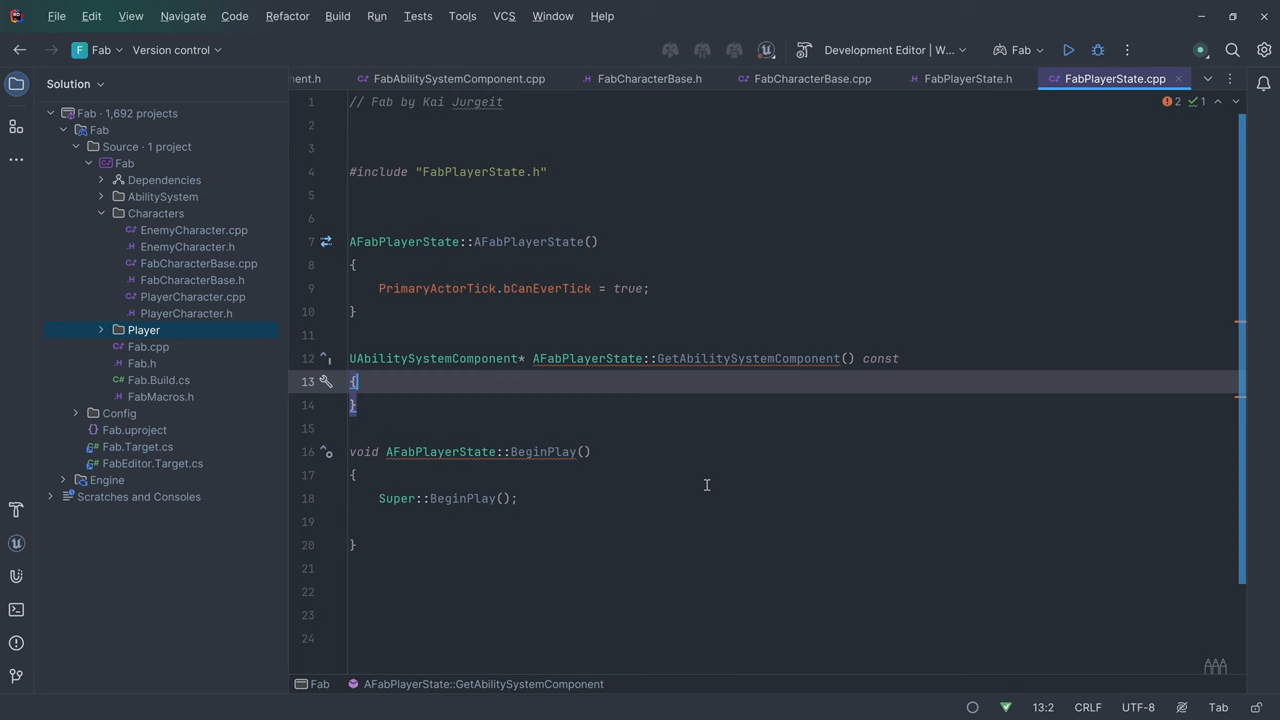 File Edit View Navigate Code Refactor Build Run Tests Tools VCS Window Help
F Fab Version control Development Editor | W... Fab
Solution
nent.h FabAbilitySystemComponent.cpp FabCharacterBase.h FabCharacterBase.cpp FabPlayerState.h FabPlayerState.cpp
2 1
Fab · 1,692 projects
Fab
Source · 1 project
Fab
Dependencies
AbilitySystem
Characters
EnemyCharacter.cpp
EnemyCharacter.h
FabCharacterBase.cpp
FabCharacterBase.h
PlayerCharacter.cpp
PlayerCharacter.h
Player
Fab.cpp
Fab.h
Fab.Build.cs
FabMacros.h
Config
Fab.uproject
Fab.Target.cs
FabEditor.Target.cs
Engine
Scratches and Consoles
1 // Fab by Kai Jurgeit
2
3
4 #include "FabPlayerState.h"
5
6
7 AFabPlayerState::AFabPlayerState()
8 {
9 PrimaryActorTick.bCanEverTick = true;
10 }
11
12 UAbilitySystemComponent* AFabPlayerState::GetAbilitySystemComponent() const
13 {
14 }
15
16 void AFabPlayerState::BeginPlay()
17 {
18 Super::BeginPlay();
19
20 }
21
22
23
24
Fab AFabPlayerState::GetAbilitySystemComponent
13:2 CRLF UTF-8 Tab